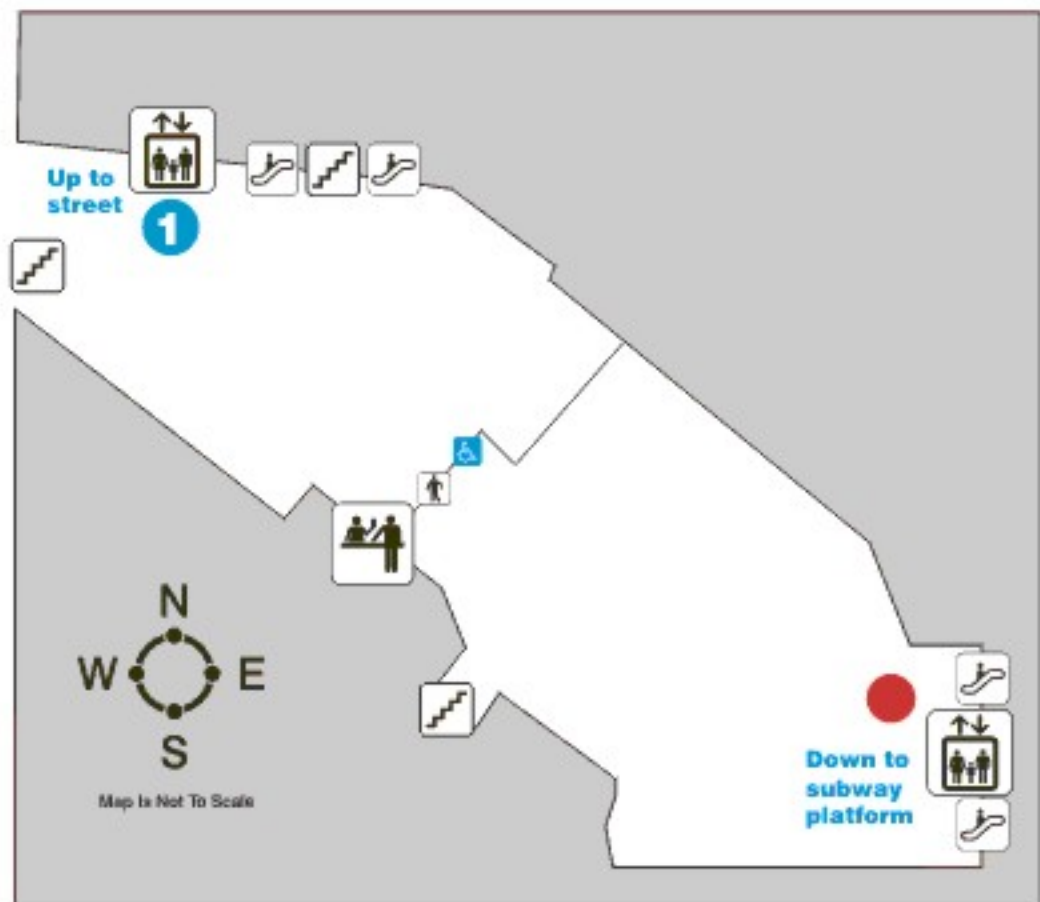 Up to
street
1
N
W E
S
Map Is Not To Scale
Down to
subway
platform